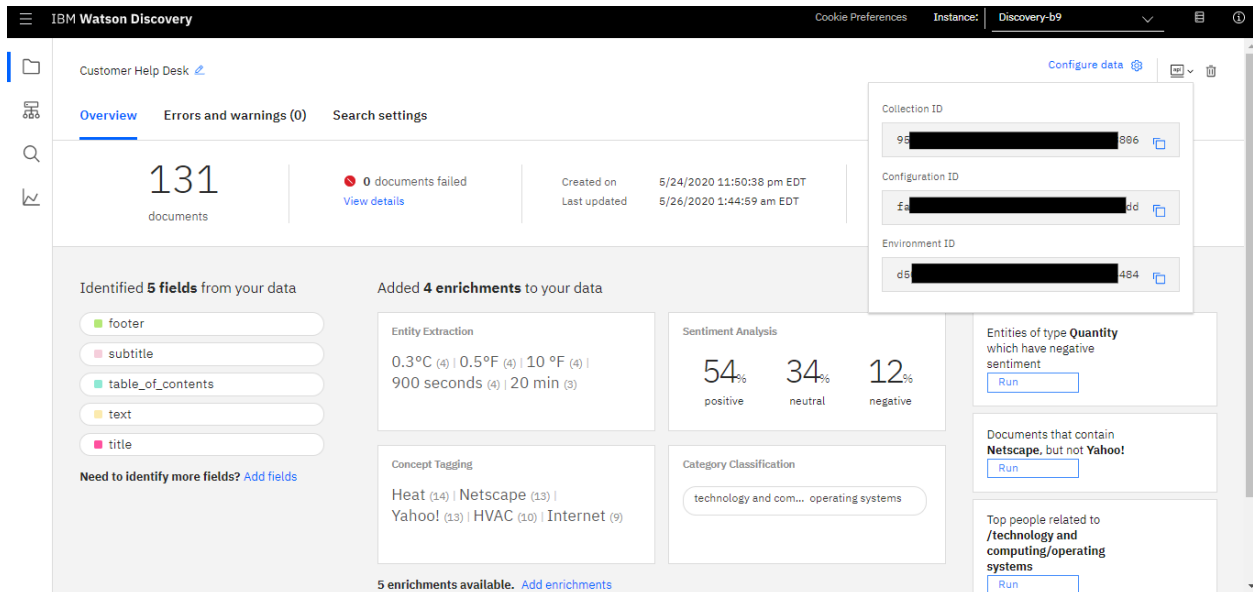 IBM Watson Discovery
Cookie Preferences
Instance:
Discovery-b9
Customer Help Desk
Configure data
Overview
Errors and warnings (0)
Search settings
Collection ID
95
806
Configuration ID
fa
dd
Environment ID
d5
484
131
documents
0 documents failed
View details
Created on 5/24/2020 11:50:38 pm EDT
Last updated 5/26/2020 1:44:59 am EDT
Identified 5 fields from your data
footer
subtitle
table_of_contents
text
title
Need to identify more fields? Add fields
Added 4 enrichments to your data
Entity Extraction
0.3°C (4) | 0.5°F (4) | 10 °F (4) |
900 seconds (4) | 20 min (3)
Sentiment Analysis
54% 34% 12%
positive neutral negative
Concept Tagging
Heat (14) | Netscape (13) |
Yahoo! (13) | HVAC (10) | Internet (9)
Category Classification
technology and com... operating systems
5 enrichments available. Add enrichments
Entities of type Quantity
which have negative
sentiment
Run
Documents that contain
Netscape, but not Yahoo!
Run
Top people related to
/technology and
computing/operating
systems
Run